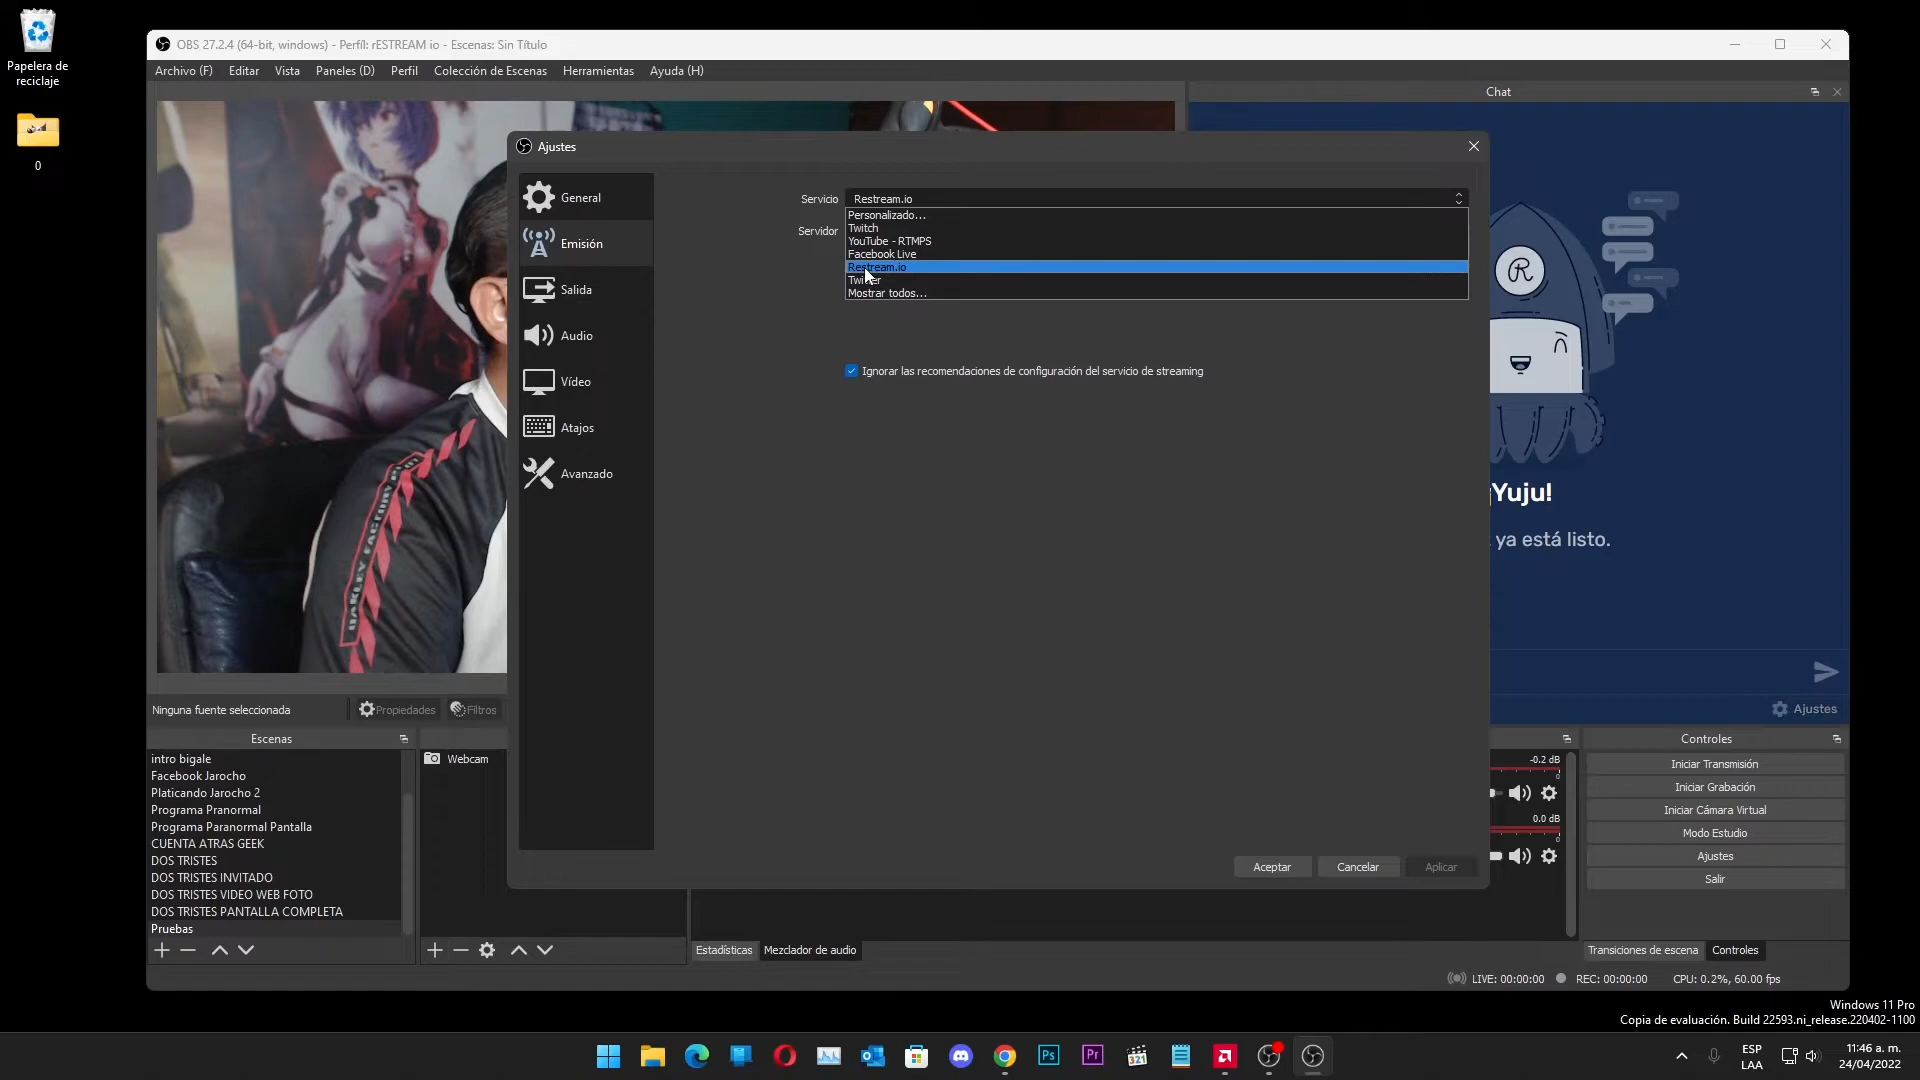 Papelera de
reciclaje
0
OBS 27.2.4 (64-bit, windows) - Perfil: rESTREAM io - Escenas: Sin Título
Archivo (F) Editar Vista Paneles (D) Perfil Colección de Escenas Herramientas Ayuda (H)
Chat
Ajustes
General
Emisión
Salida
Audio
Vídeo
Atajos
Avanzado
Servicio Restream.io
Servidor
Personalizado...
Twitch
YouTube - RTMPS
Facebook Live
Restream.io
Twitter
Mostrar todos...
Ignorar las recomendaciones de configuración del servicio de streaming
Aceptar Cancelar Aplicar
OAKLEY FACTORY
R
¡Yuju!
ya está listo.
Ajustes
Ninguna fuente seleccionada Propiedades Filtros
Escenas
intro bigale
Facebook Jarocho
Platicando Jarocho 2
Programa Pranormal
Programa Paranormal Pantalla
CUENTA ATRAS GEEK
DOS TRISTES
DOS TRISTES INVITADO
DOS TRISTES VIDEO WEB FOTO
DOS TRISTES PANTALLA COMPLETA
Pruebas
Webcam
-0.2 dB
0
0.0 dB
0
Estadísticas Mezclador de audio
Controles
Iniciar Transmisión
Iniciar Grabación
Iniciar Cámara Virtual
Modo Estudio
Ajustes
Salir
Transiciones de escena Controles
LIVE: 00:00:00 REC: 00:00:00 CPU: 0.2%, 60.00 fps
Windows 11 Pro
Copia de evaluación. Build 22593.ni_release.220402-1100
Ps
Pr
321
ESP
LAA
11:46 a. m.
24/04/2022